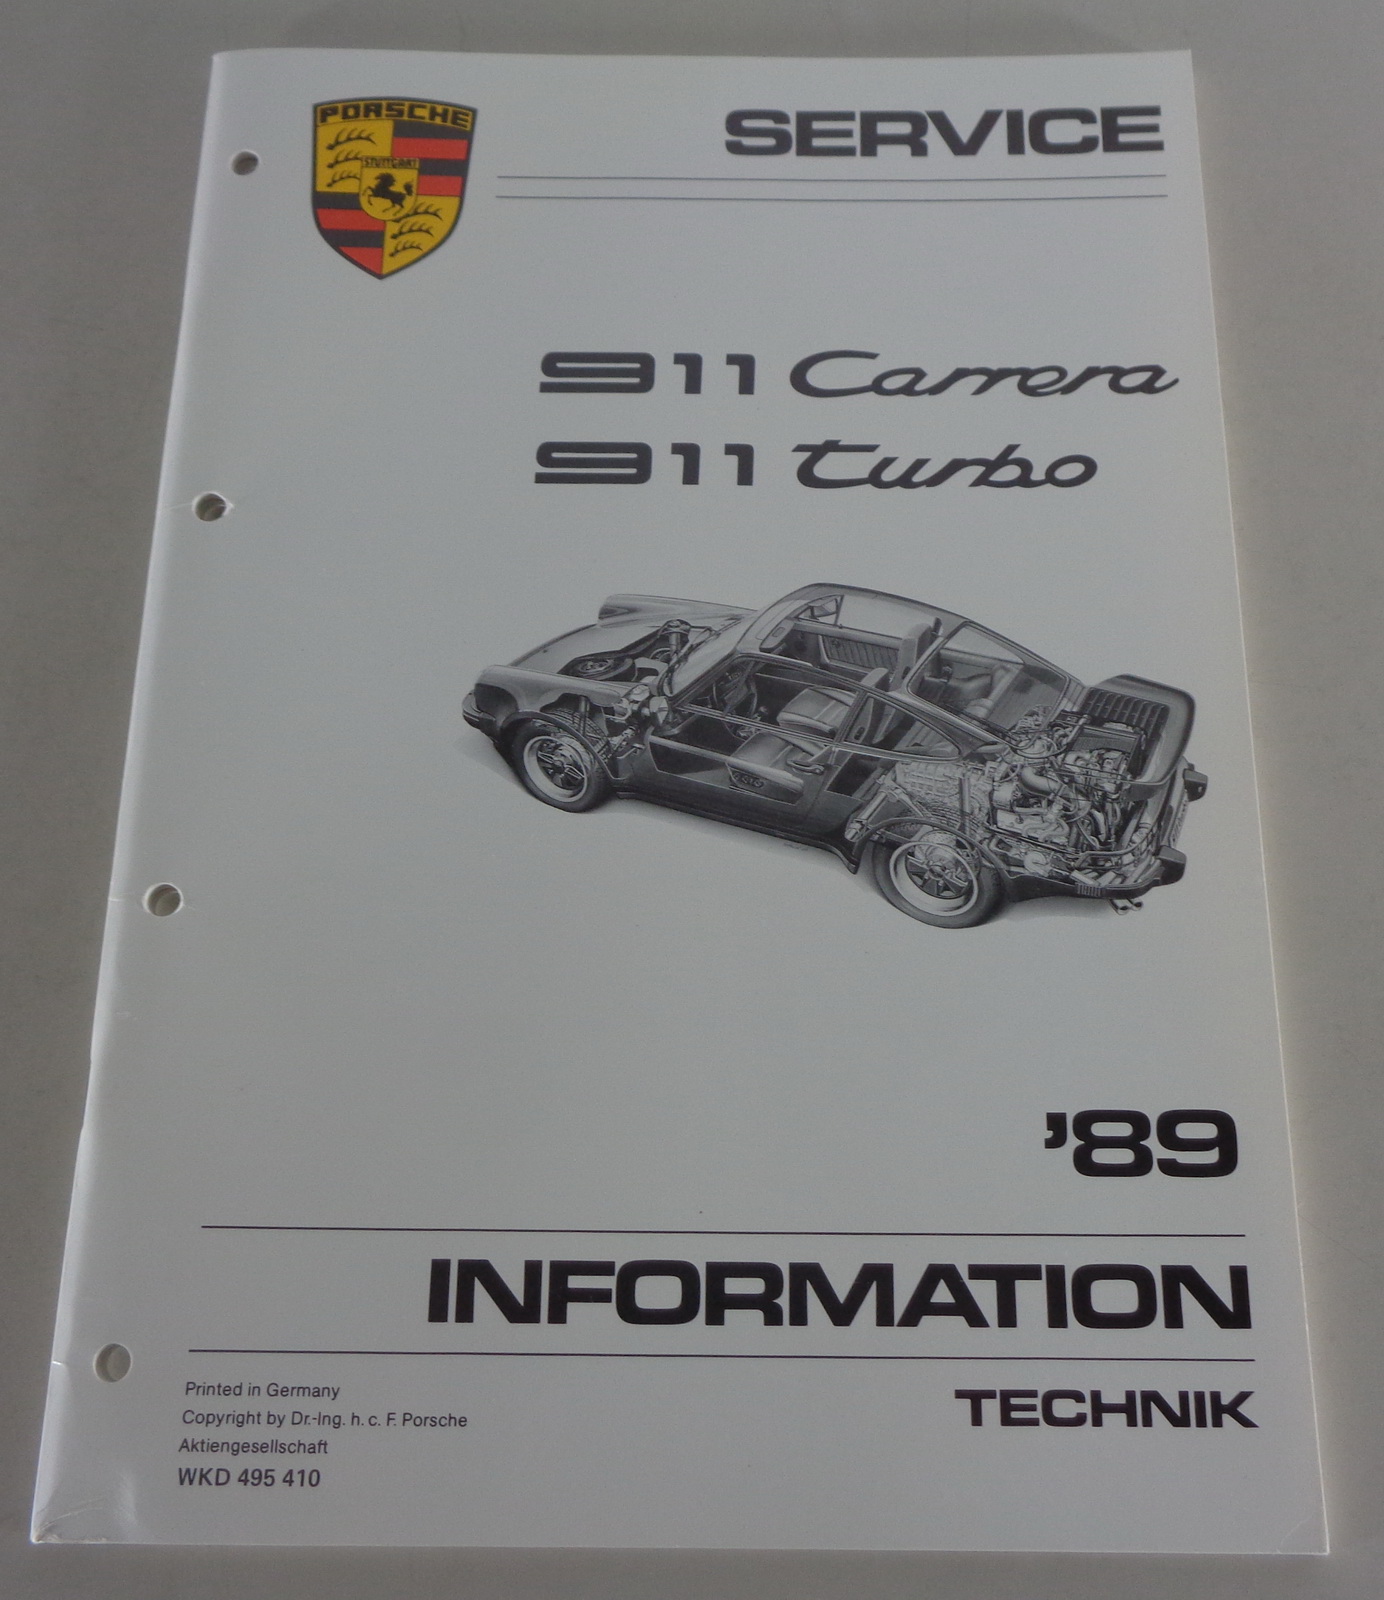 PORSCHE
STUTTGART
SERVICE
911 Carrera
911 turbo
'89
INFORMATION
TECHNIK
Printed in Germany
Copyright by Dr.-Ing. h. c. F. Porsche
Aktiengesellschaft
WKD 495 410